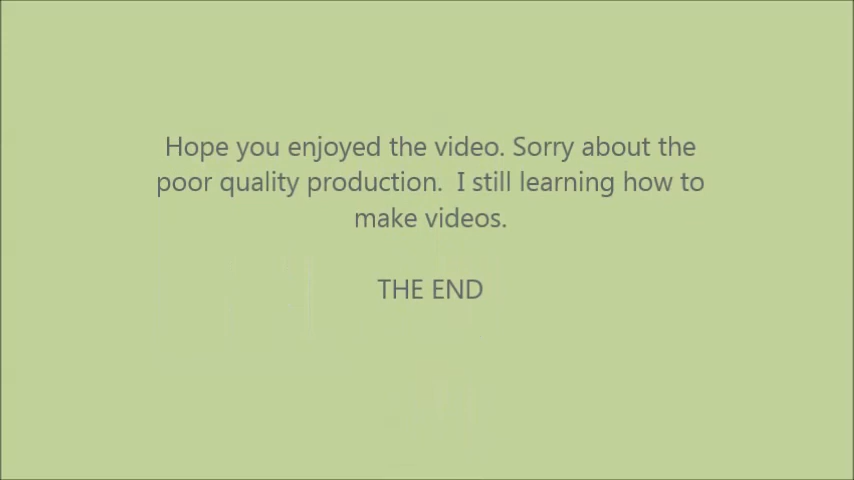 Hope you enjoyed the video. Sorry about the
poor quality production.  I still learning how to
make videos.
THE END